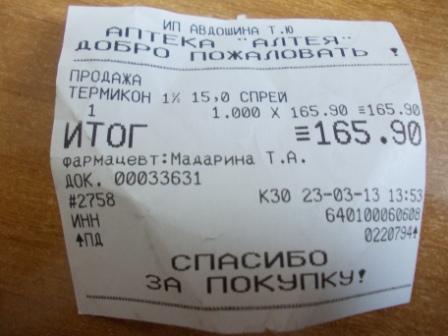 ИП АВДОШИНА Т.Ю
АПТЕКА "АЛТЕЯ"
ДОБРО ПОЖАЛОВАТЬ !
ПРОДАЖА
ТЕРМИКОН 1% 15,0 СПРЕЙ
1 1.000 X 165.90 ≡165.90
ИТОГ ≡165.90
Фармацевт:Мадарина Т.А.
ДОК. 00033631
#2758 К30 23-03-13 13:53
ИНН 640100060608
ПД 0220794
СПАСИБО
ЗА ПОКУПКУ!